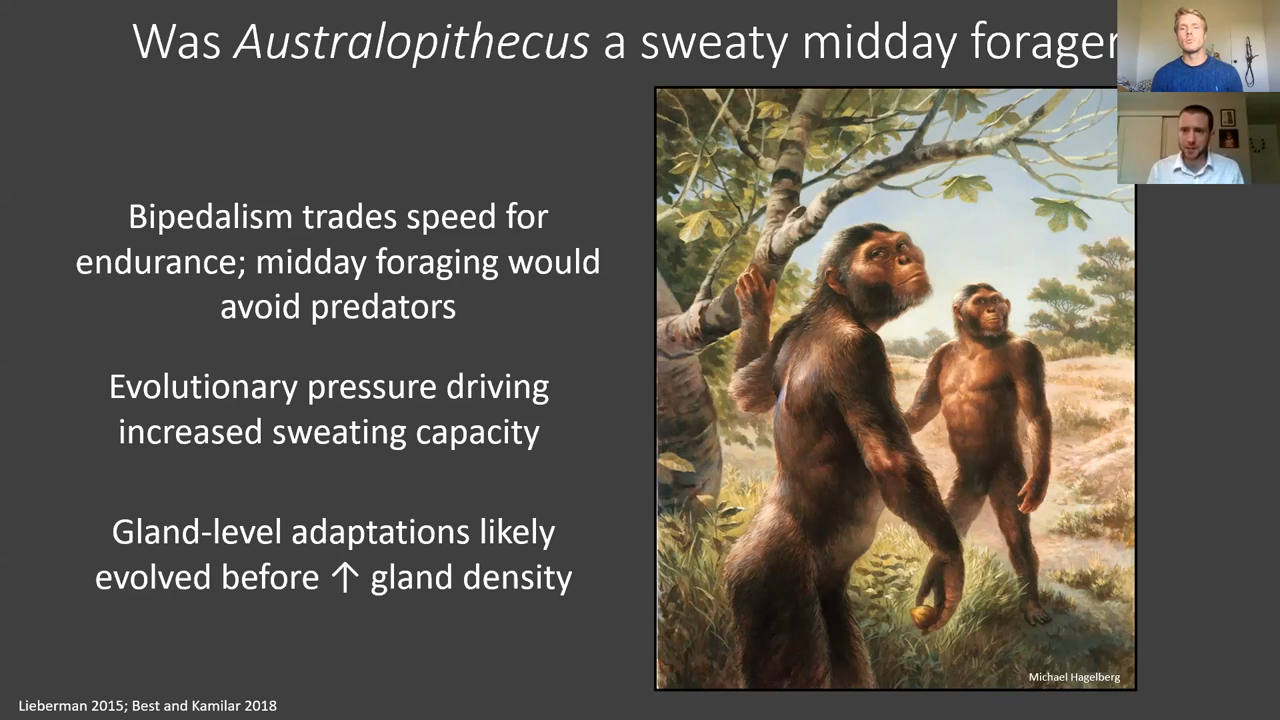 Was Australopithecus a sweaty midday forager
Bipedalism trades speed for
endurance; midday foraging would
avoid predators
Evolutionary pressure driving
increased sweating capacity
Gland-level adaptations likely
evolved before ↑ gland density
Michael Hagelberg
Lieberman 2015; Best and Kamilar 2018